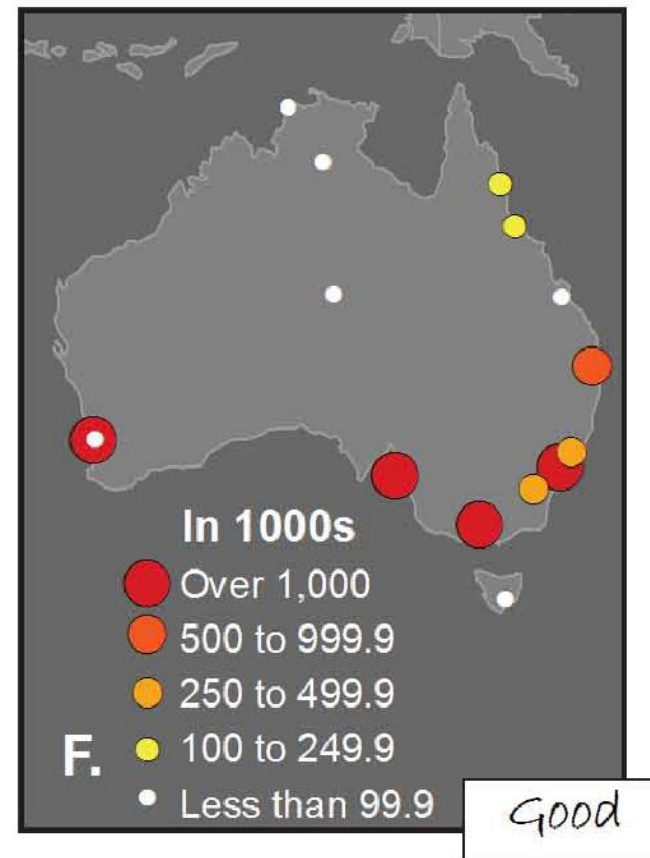 In 1000s
Over 1,000
500 to 999.9
250 to 499.9
F. 100 to 249.9
Less than 99.9
Good